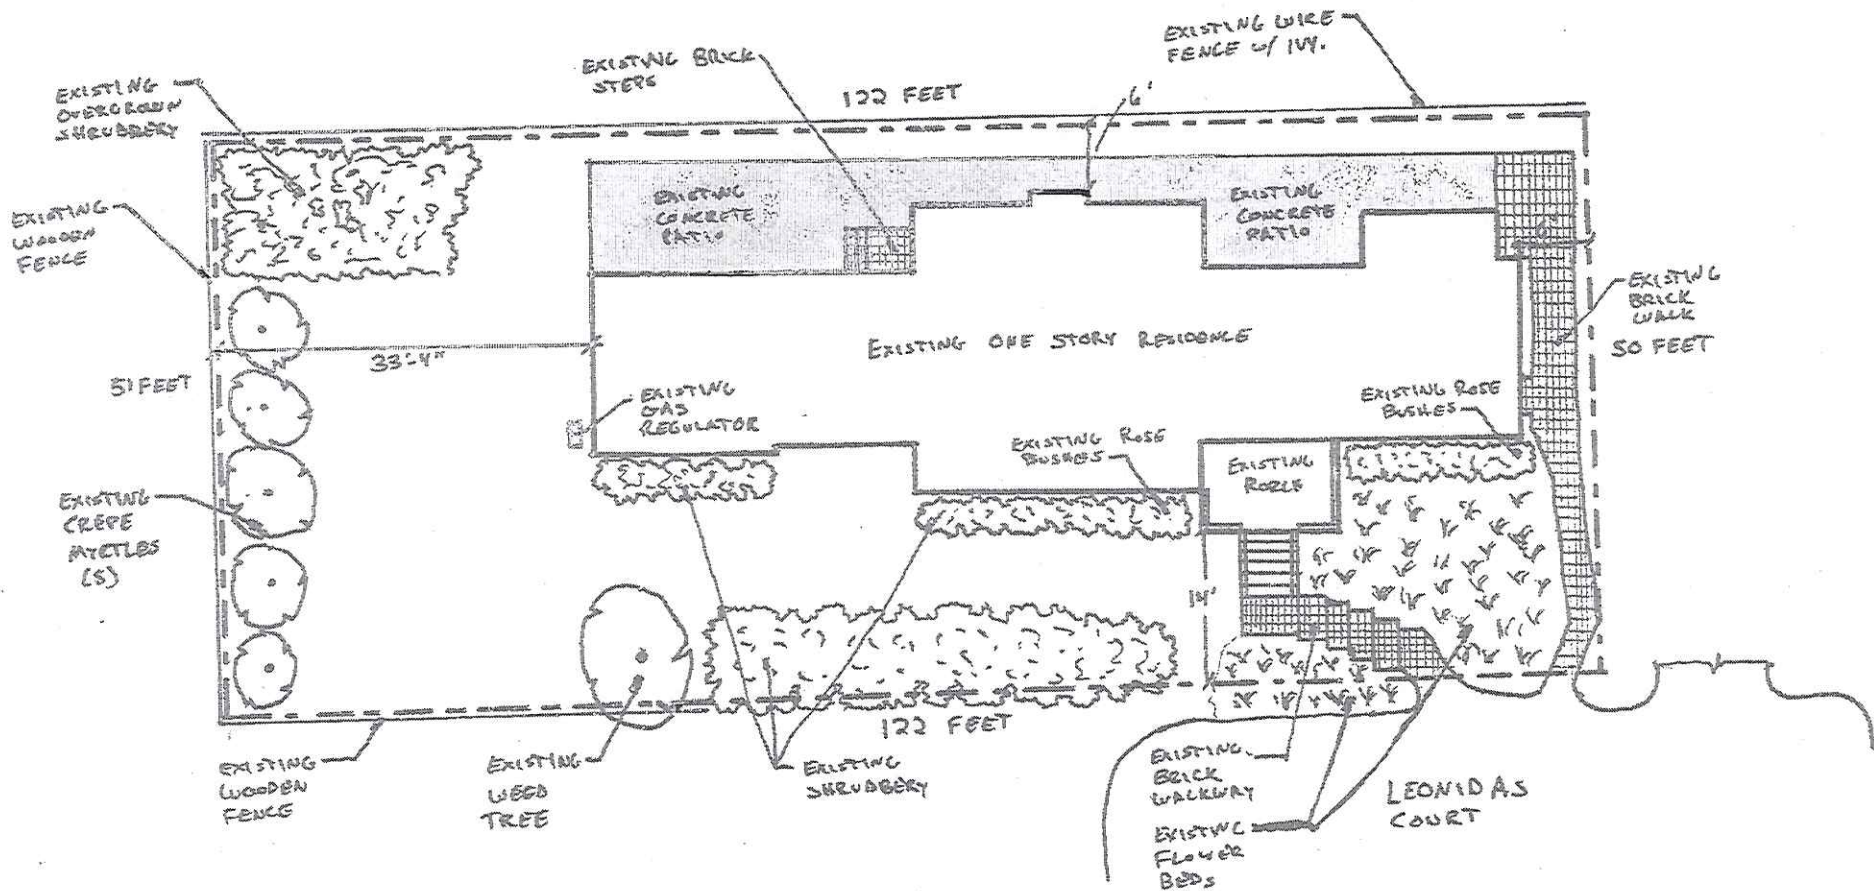 EXISTING
OVERGROWN
SHRUBBERY
EXISTING BRICK
STEPS
EXISTING WIRE
FENCE w/ IVY.
122 FEET
6'
EXISTING
WOODEN
FENCE
EXISTING
CONCRETE
PATIO
EXISTING
CONCRETE
PATIO
6'
EXISTING
BRICK
WALK
50 FEET
EXISTING ONE STORY RESIDENCE
33'-4"
51 FEET
EXISTING
GAS
REGULATOR
EXISTING ROSE
BUSHES
EXISTING ROSE
BUSHES
EXISTING
PORCH
EXISTING
CREPE
MYRTLES
(5)
14'
122 FEET
EXISTING
WOODEN
FENCE
EXISTING
WEED
TREE
EXISTING
SHRUBBERY
EXISTING
BRICK
WALKWAY
EXISTING
FLOWER
BEDS
LEONIDAS
COURT